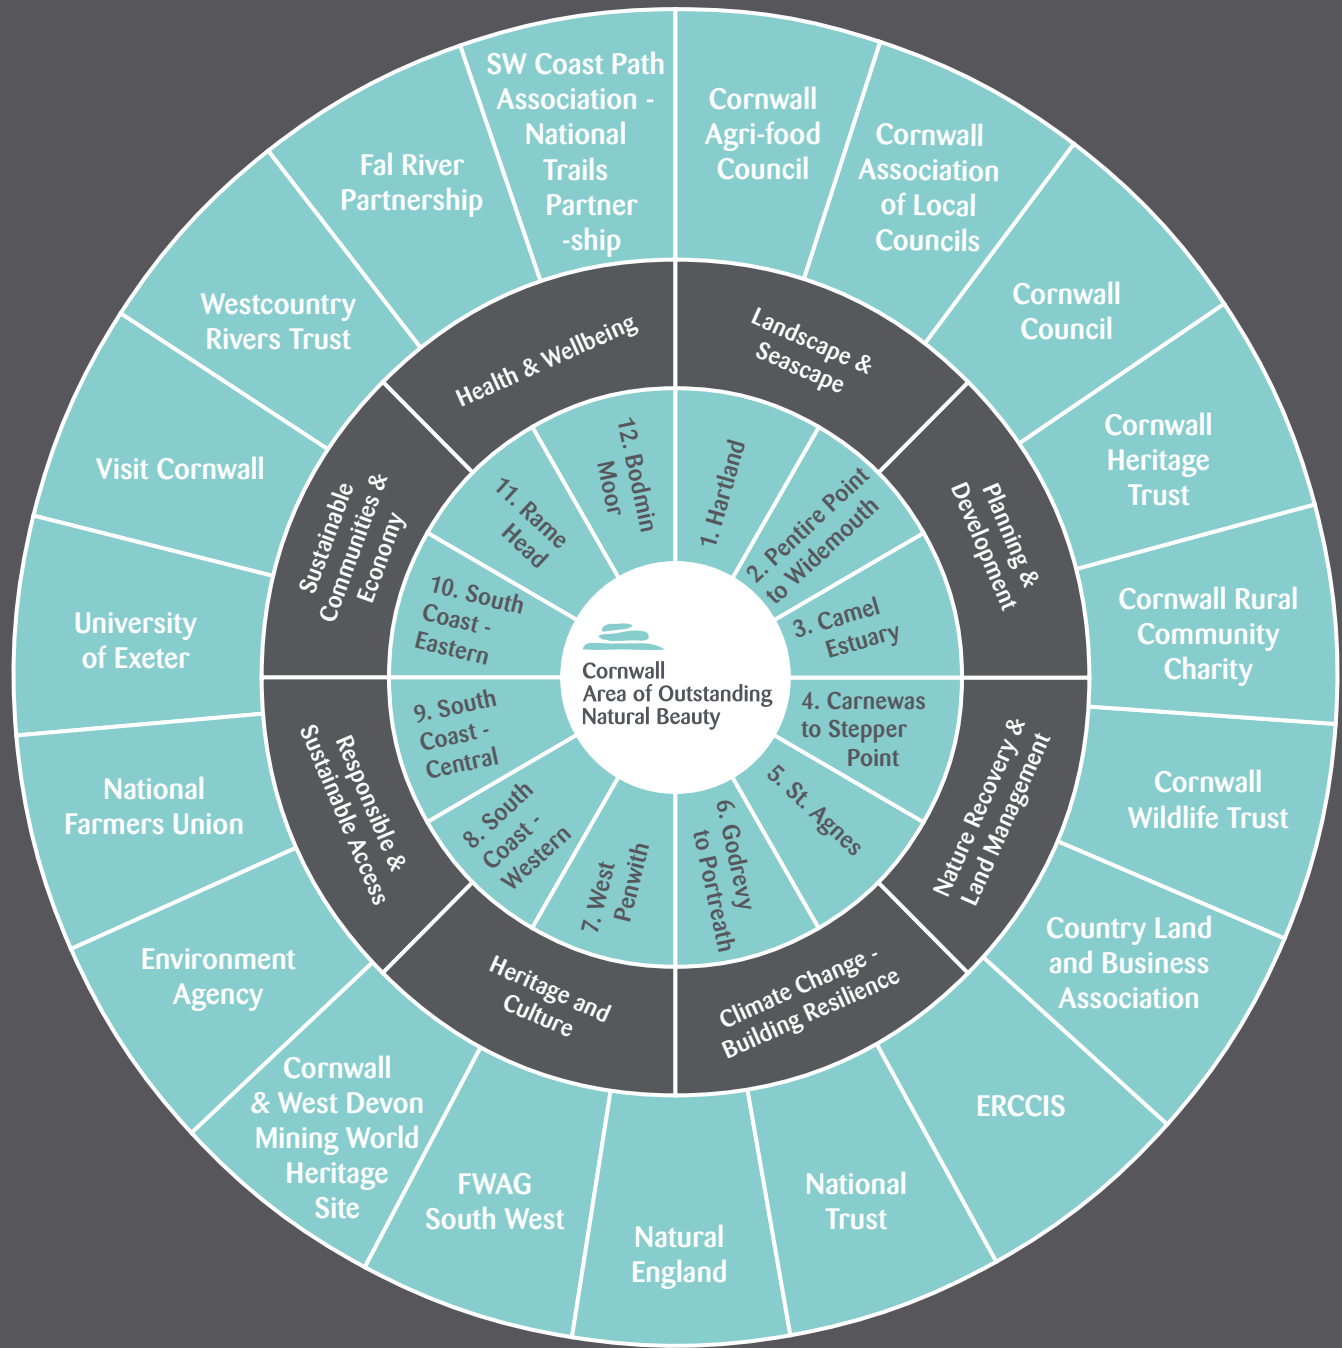 SW Coast Path
Association -
National
Trails
Partner
-ship
Cornwall
Agri-food
Council
Cornwall
Association
of Local
Councils
Cornwall
Council
Cornwall
Heritage
Trust
Cornwall Rural
Community
Charity
Cornwall
Wildlife Trust
Country Land
and Business
Association
ERCCIS
National
Trust
Natural
England
FWAG
South West
Cornwall
& West Devon
Mining World
Heritage
Site
Environment
Agency
National
Farmers Union
University
of Exeter
Visit Cornwall
Westcountry
Rivers Trust
Fal River
Partnership
Landscape &
Seascape
Planning &
Development
Nature Recovery &
Land Management
Climate Change -
Building Resilience
Heritage and
Culture
Responsible &
Sustainable Access
Sustainable
Communities &
Economy
Health & Wellbeing
1. Hartland
2. Pentire Point
to Widemouth
3. Camel
Estuary
4. Carnewas
to Stepper
Point
5. St. Agnes
6. Godrevy
to Portreath
7. West
Penwith
8. South
Coast -
Western
9. South
Coast -
Central
10. South
Coast -
Eastern
11. Rame
Head
12. Bodmin
Moor
Cornwall
Area of Outstanding
Natural Beauty